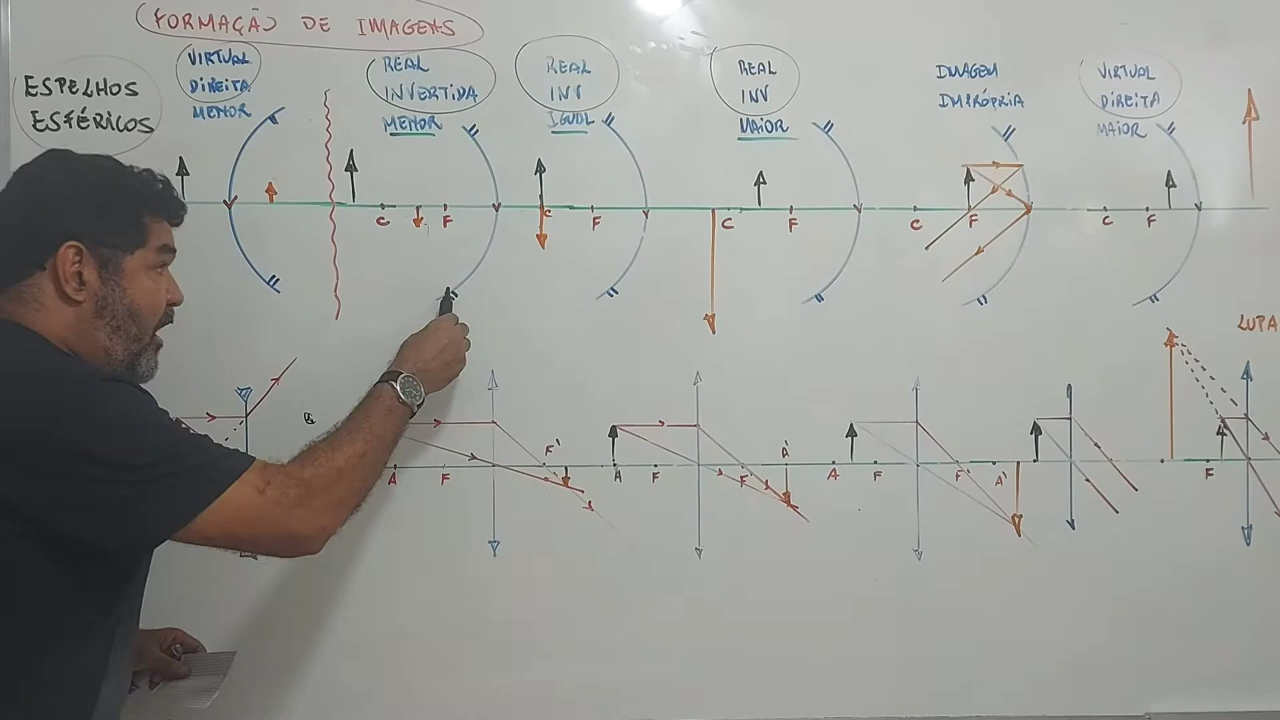 FORMAÇÃO DE IMAGENS
ESPELHOS
ESFÉRICOS
VIRTUAL
DIREITA
MENOR
REAL
INVERTIDA
MENOR
REAL
INV
IGUAL
REAL
INV
MAIOR
IMAGEM
IMPRÓPRIA
VIRTUAL
DIREITA
MAIOR
C F
C F
C F
C F
C F
LUPA
A F F'
A F F' A'
A F F' A'
F